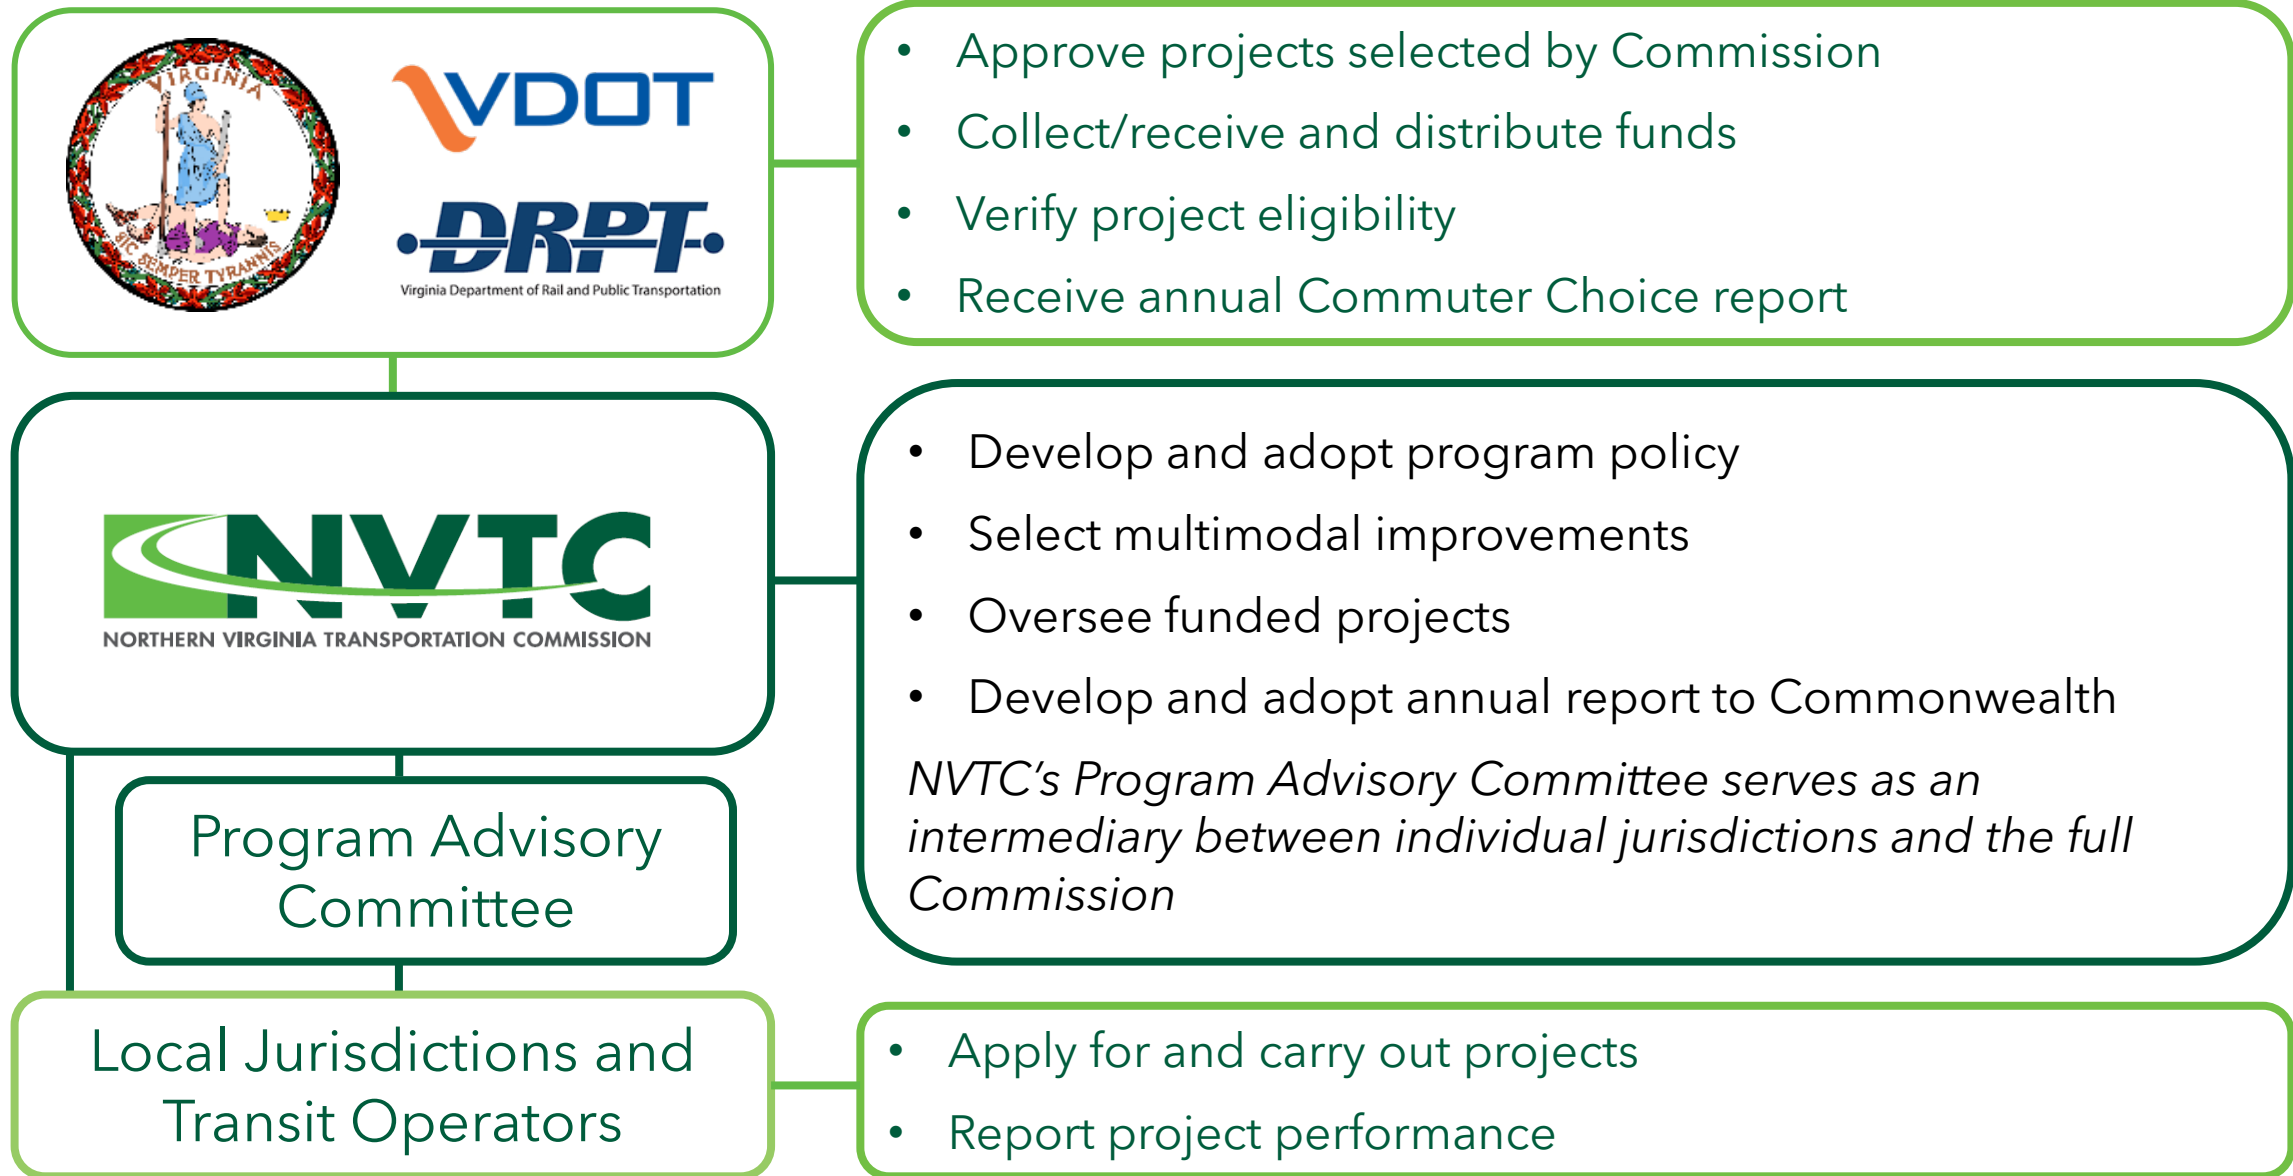 VIRGINIA
SIC SEMPER TYRANNIS
VDOT
DRPT
Virginia Department of Rail and Public Transportation
• Approve projects selected by Commission
• Collect/receive and distribute funds
• Verify project eligibility
• Receive annual Commuter Choice report
NVTC
NORTHERN VIRGINIA TRANSPORTATION COMMISSION
• Develop and adopt program policy
• Select multimodal improvements
• Oversee funded projects
• Develop and adopt annual report to Commonwealth
NVTC’s Program Advisory Committee serves as an
intermediary between individual jurisdictions and the full
Commission
Program Advisory
Committee
Local Jurisdictions and
Transit Operators
• Apply for and carry out projects
• Report project performance